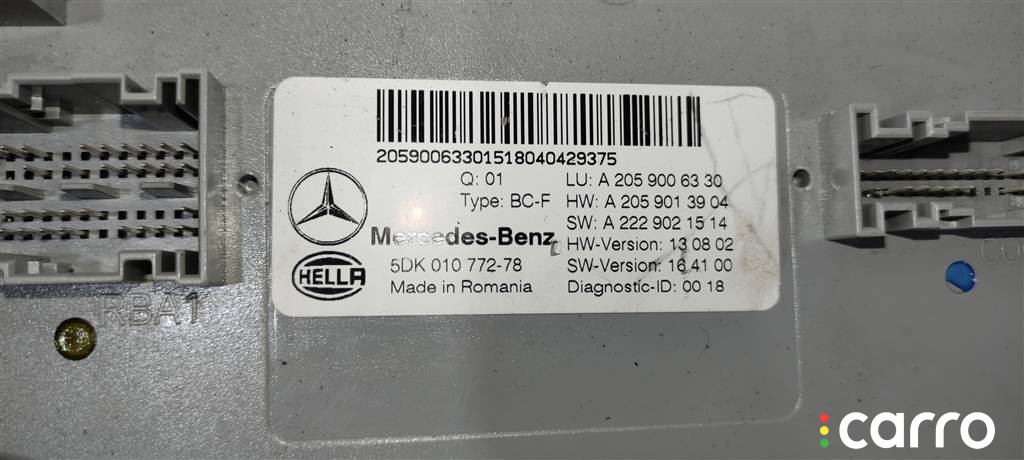 20590063301518040429375
Q: 01
Type: BC-F
LU: A 205 900 63 30
HW: A 205 901 39 04
SW: A 222 902 15 14
Mercedes-Benz
HW-Version: 13 08 02
HELLA
5DK 010 772-78
SW-Version: 16 41 00
Made in Romania
Diagnostic-ID: 00 18
RBA1
carro